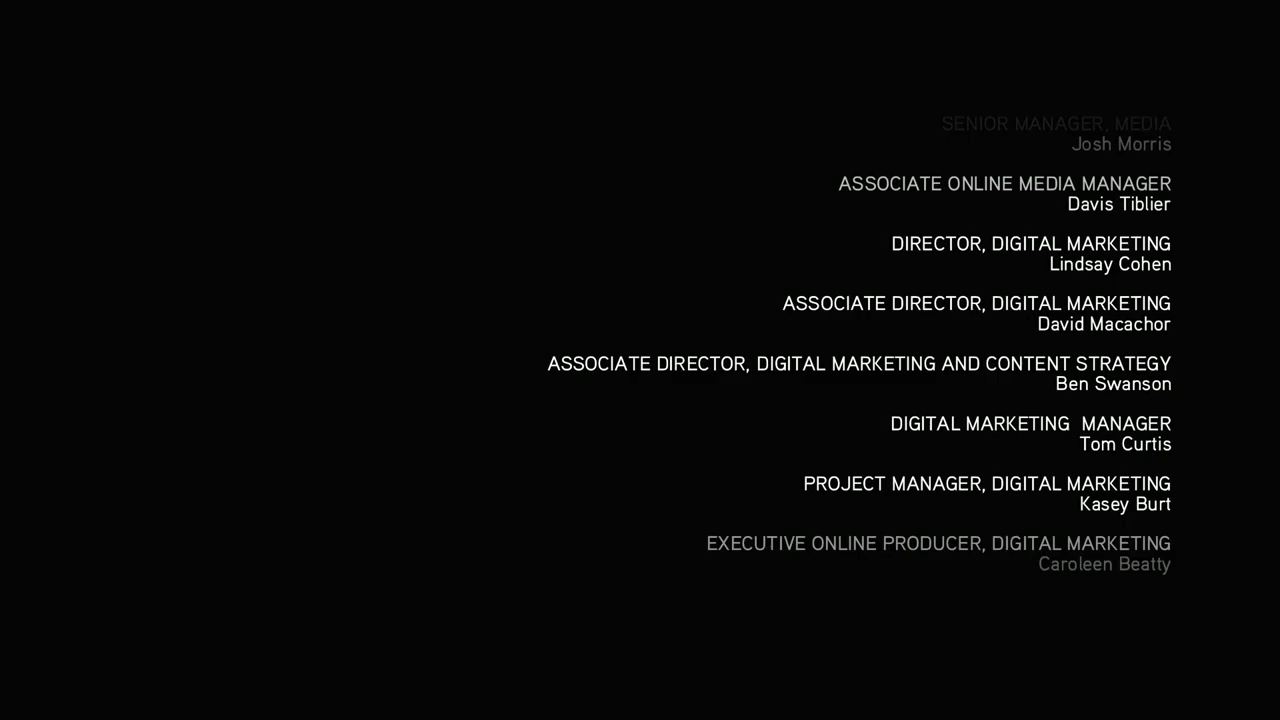 SENIOR MANAGER, MEDIA
Josh Morris
ASSOCIATE ONLINE MEDIA MANAGER
Davis Tiblier
DIRECTOR, DIGITAL MARKETING
Lindsay Cohen
ASSOCIATE DIRECTOR, DIGITAL MARKETING
David Macachor
ASSOCIATE DIRECTOR, DIGITAL MARKETING AND CONTENT STRATEGY
Ben Swanson
DIGITAL MARKETING  MANAGER
Tom Curtis
PROJECT MANAGER, DIGITAL MARKETING
Kasey Burt
EXECUTIVE ONLINE PRODUCER, DIGITAL MARKETING
Caroleen Beatty